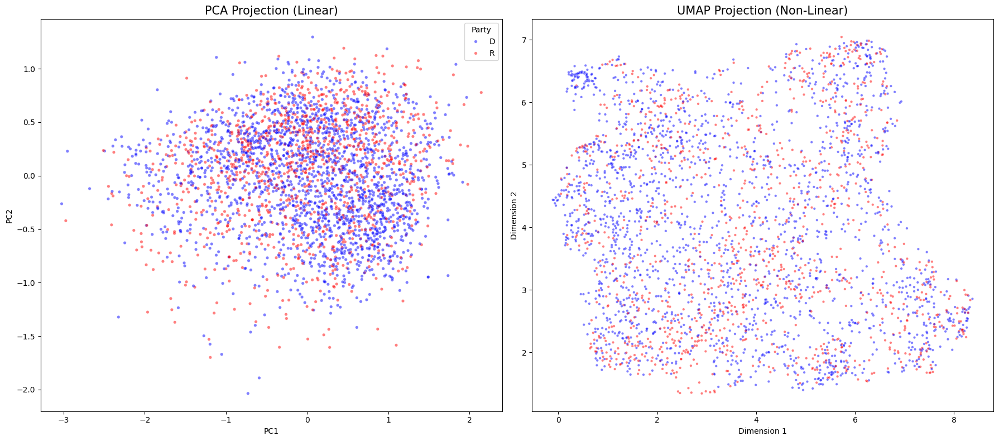 PCA Projection (Linear)
Party
D
R
1.0
0.5
0.0
−0.5
−1.0
−1.5
−2.0
PC2
−3
−2
−1
0
1
2
PC1
UMAP Projection (Non-Linear)
7
6
5
4
3
2
Dimension 2
0
2
4
6
8
Dimension 1